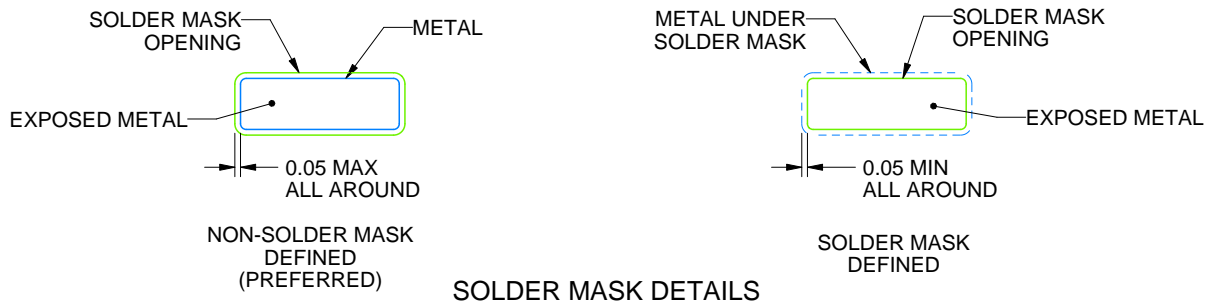 SOLDER MASK
OPENING
METAL
EXPOSED METAL
0.05 MAX
ALL AROUND
NON-SOLDER MASK
DEFINED
(PREFERRED)
METAL UNDER
SOLDER MASK
SOLDER MASK
OPENING
EXPOSED METAL
0.05 MIN
ALL AROUND
SOLDER MASK
DEFINED
SOLDER MASK DETAILS